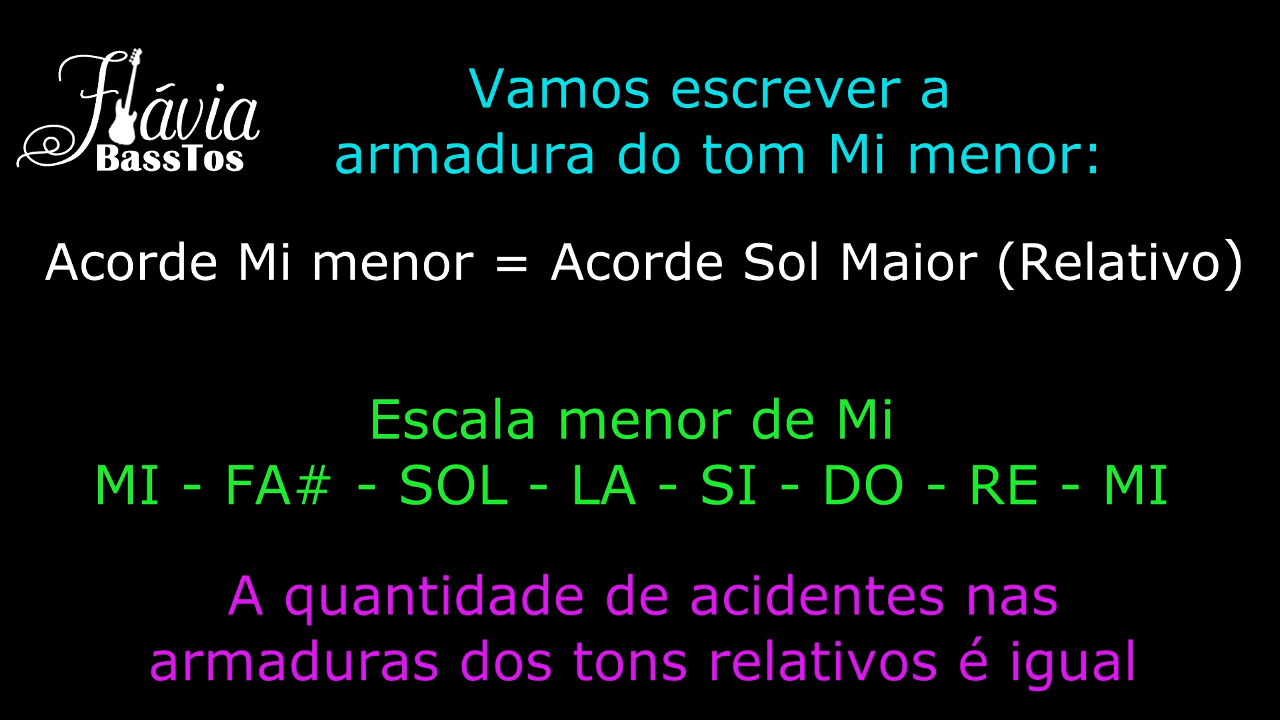 Flávia
BassTos
Vamos escrever a
armadura do tom Mi menor:
Acorde Mi menor = Acorde Sol Maior (Relativo)
Escala menor de Mi
MI - FA# - SOL - LA - SI - DO - RE - MI
A quantidade de acidentes nas
armaduras dos tons relativos é igual